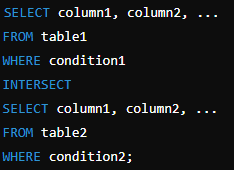 SELECT column1, column2, ...
FROM table1
WHERE condition1
INTERSECT
SELECT column1, column2, ...
FROM table2
WHERE condition2;